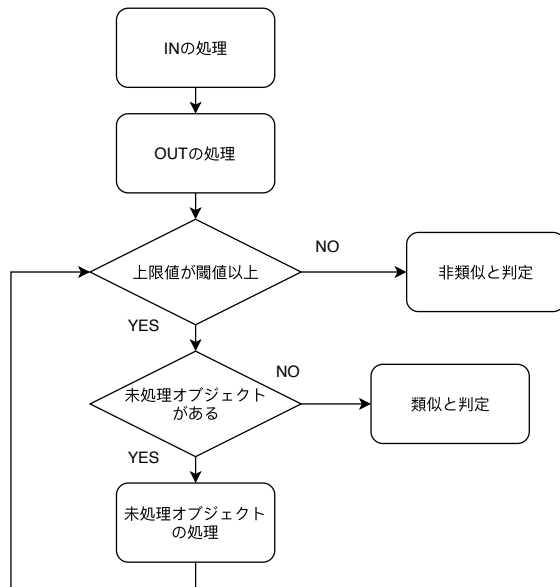 INの処理
OUTの処理
上限値が閾値以上
NO
非類似と判定
YES
未処理オブジェクト
がある
NO
類似と判定
YES
未処理オブジェクト
の処理